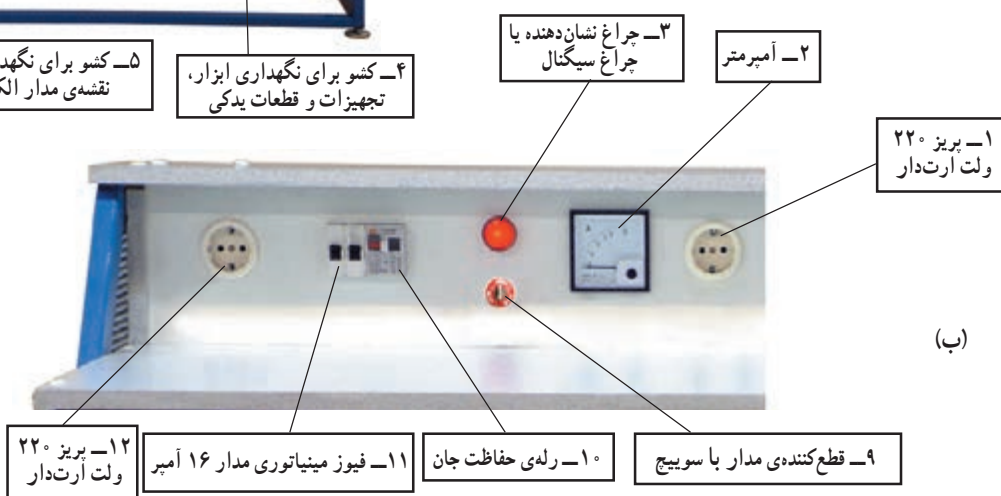 ۳ــ چراغ نشان‌دهنده یا
چراغ سیگنال
۲ــ آمپرمتر
۴ــ کشو برای نگهداری ابزار،
تجهیزات و قطعات یدکی
۵ــ کشو برای
نقشه‌ی مدار
۱ــ پریز ۲۲۰
ولت ارت‌دار
(ب)
۹ــ قطع‌کننده‌ی مدار با سوییچ
۱۰ــ رله‌ی حفاظت جان
۱۱ــ فیوز مینیاتوری مدار ۱۶ آمپر
۱۲ــ پریز ۲۲۰
ولت ارت‌دار